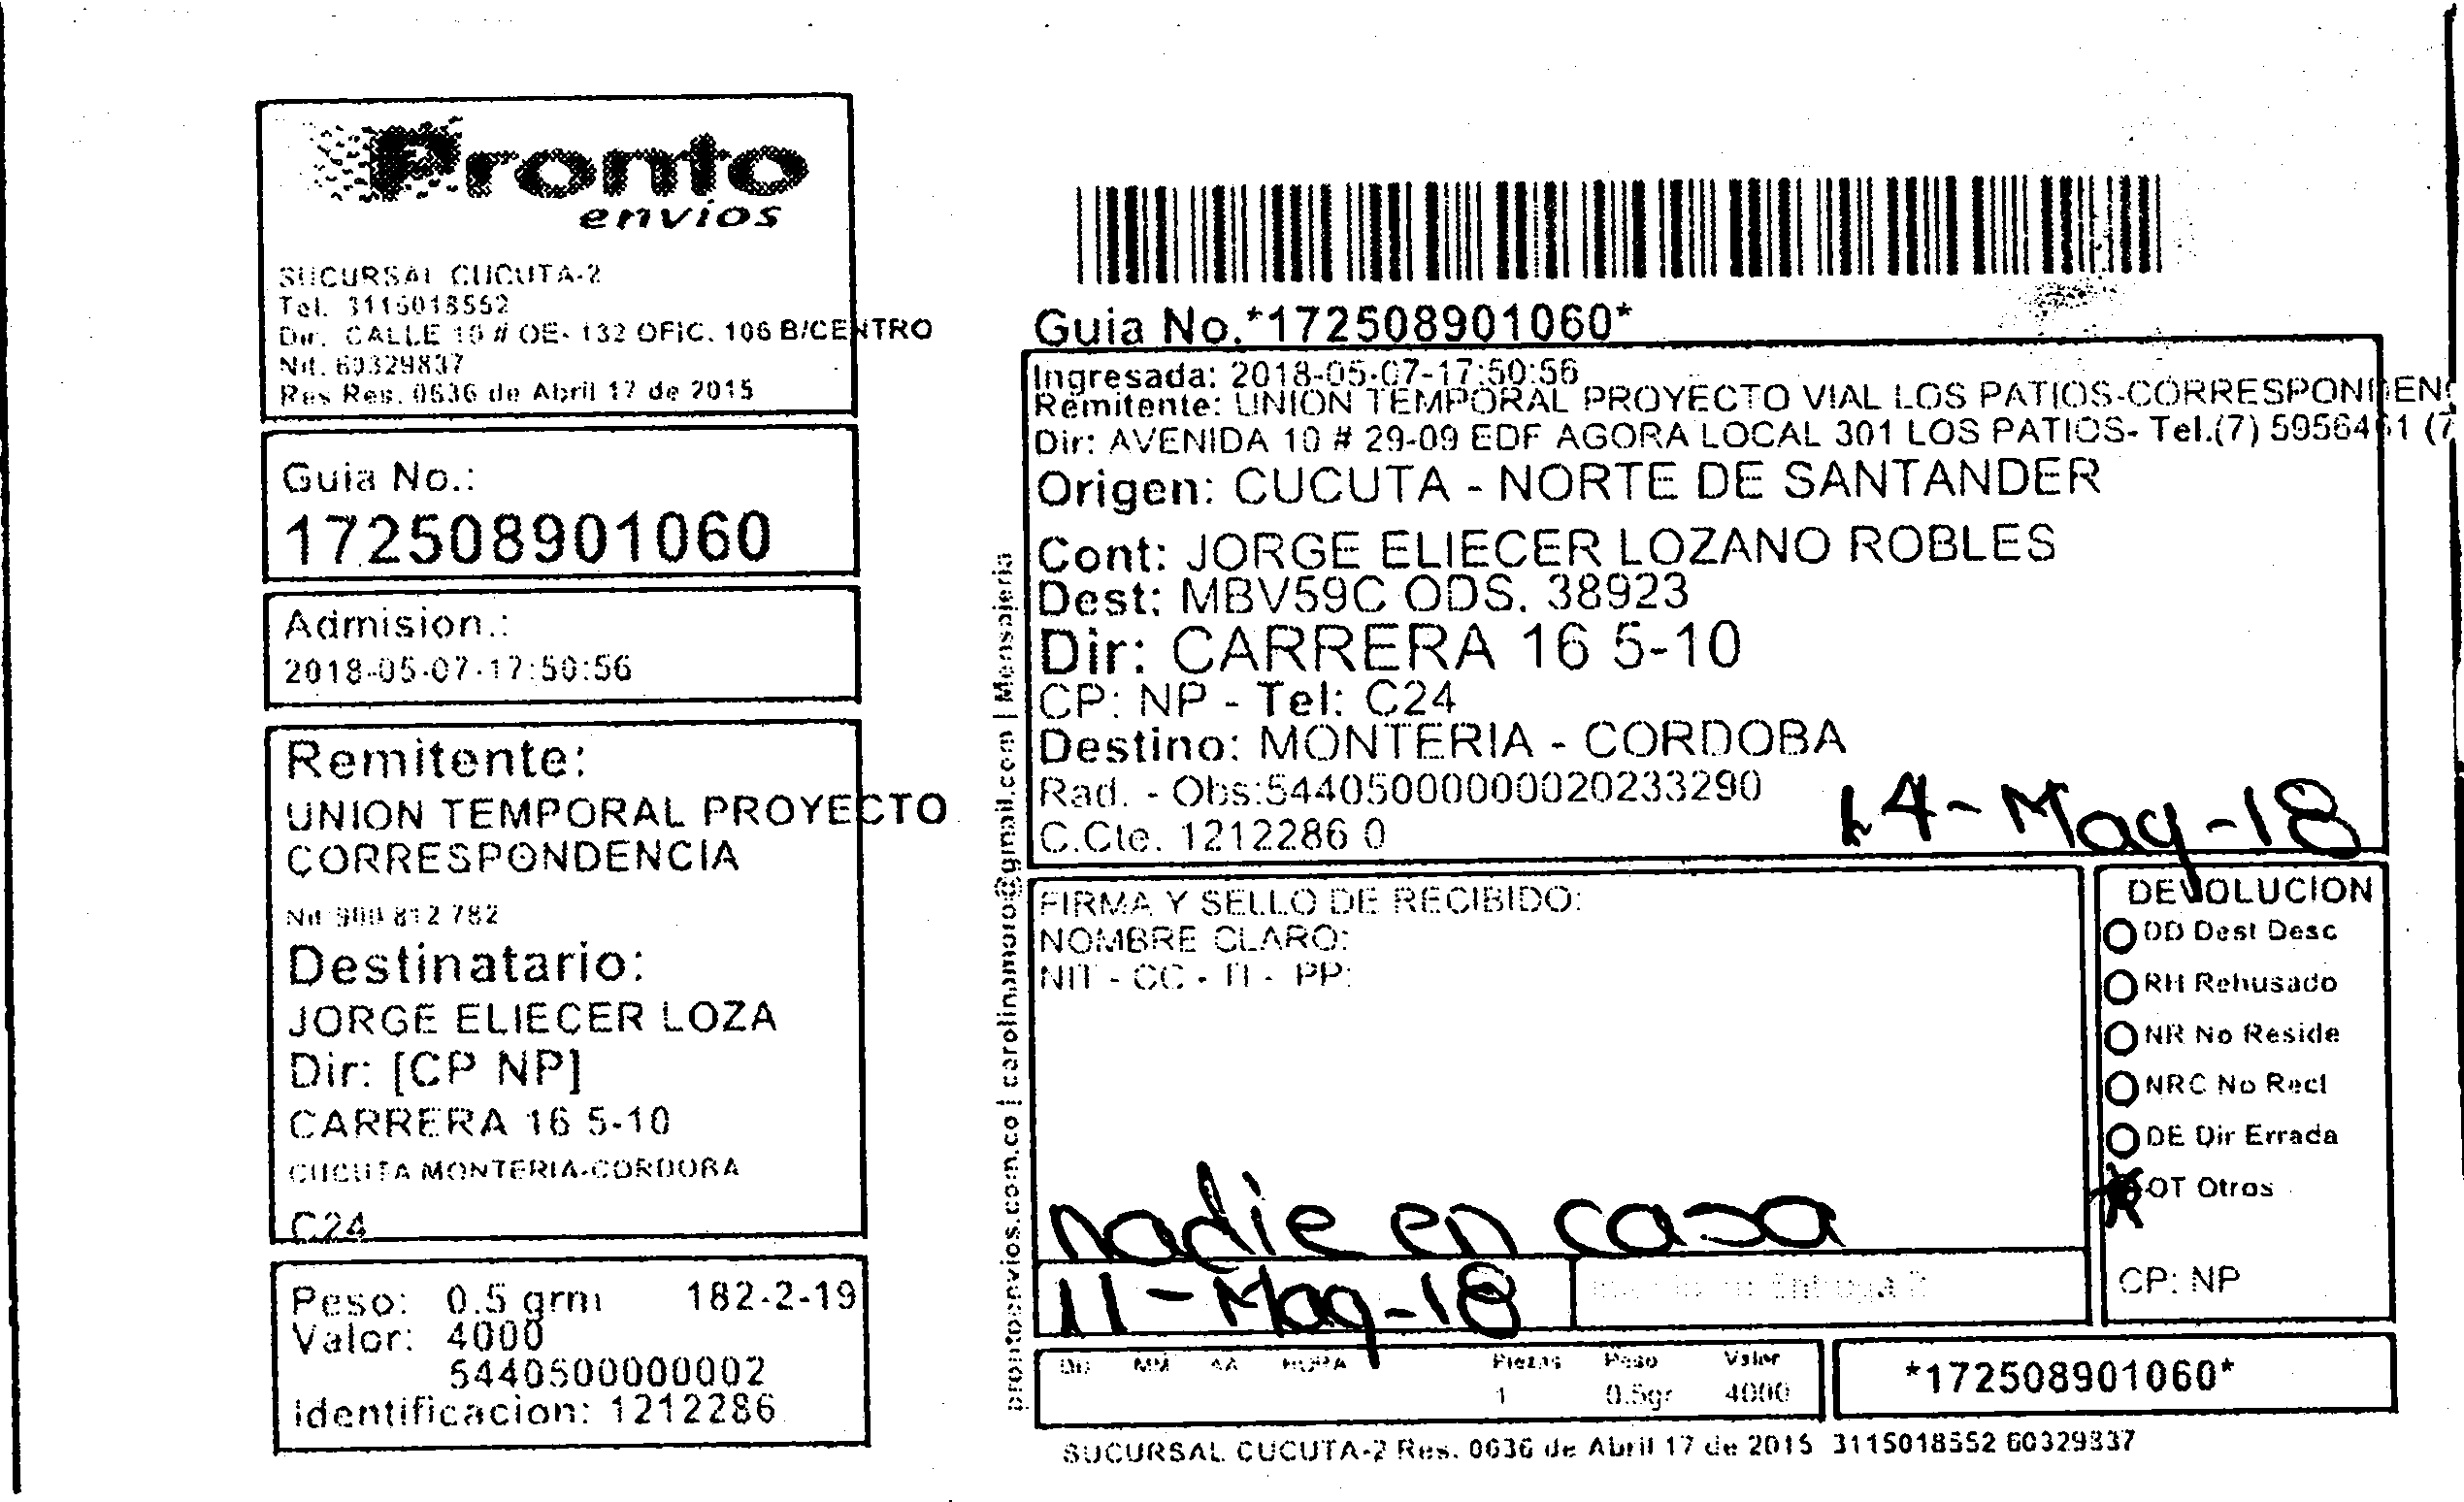 Pronto
envios
SUCURSAL CUCUTA-2
Tel. 3115018552
Dir. CALLE 10 # OE- 132 OFIC. 106 B/CENTRO
Nit. 60329837
Res Res. 0636 de Abril 17 de 2015
Guia No.:
172508901060
Admision.:
2018-05-07-17:50:56
Remitente:
UNION TEMPORAL PROYECTO
CORRESPONDENCIA
Nit 900 812 782
Destinatario:
JORGE ELIECER LOZA
Dir: [CP NP]
CARRERA 16 5-10
CUCUTA MONTERIA-CORDOBA
C24
Peso: 0.5 grm 182-2-19
Valor: 4000
5440500000002
Identificacion: 1212286
prontoenvios.com.co | carolinamoro@gmail.com | Mensajeria
Guia No.*172508901060*
Ingresada: 2018-05-07-17:50:56
Remitente: UNION TEMPORAL PROYECTO VIAL LOS PATIOS-CORRESPONDEN
Dir: AVENIDA 10 # 29-09 EDF AGORA LOCAL 301 LOS PATIOS- Tel.(7) 5956461 (7
Origen: CUCUTA - NORTE DE SANTANDER
Cont: JORGE ELIECER LOZANO ROBLES
Dest: MBV59C ODS. 38923
Dir: CARRERA 16 5-10
CP: NP - Tel: C24
Destino: MONTERIA - CORDOBA
Rad. - Obs:544050000000020233290
C.Cte. 1212286 0
14-May-18
FIRMA Y SELLO DE RECIBIDO:
NOMBRE CLARO:
NIT - CC - TI - PP:
nadie en casa
11-May-18
Entrega 2
DEVOLUCION
DD Dest Desc
RH Rehusado
NR No Reside
NRC No Recl
DE Dir Errada
OT Otros
CP: NP
DD MM AA HORA Piezas Peso Valor
1 0.5gr 4000
*172508901060*
SUCURSAL CUCUTA-2 Res. 0636 de Abril 17 de 2015 3115018552 60329837